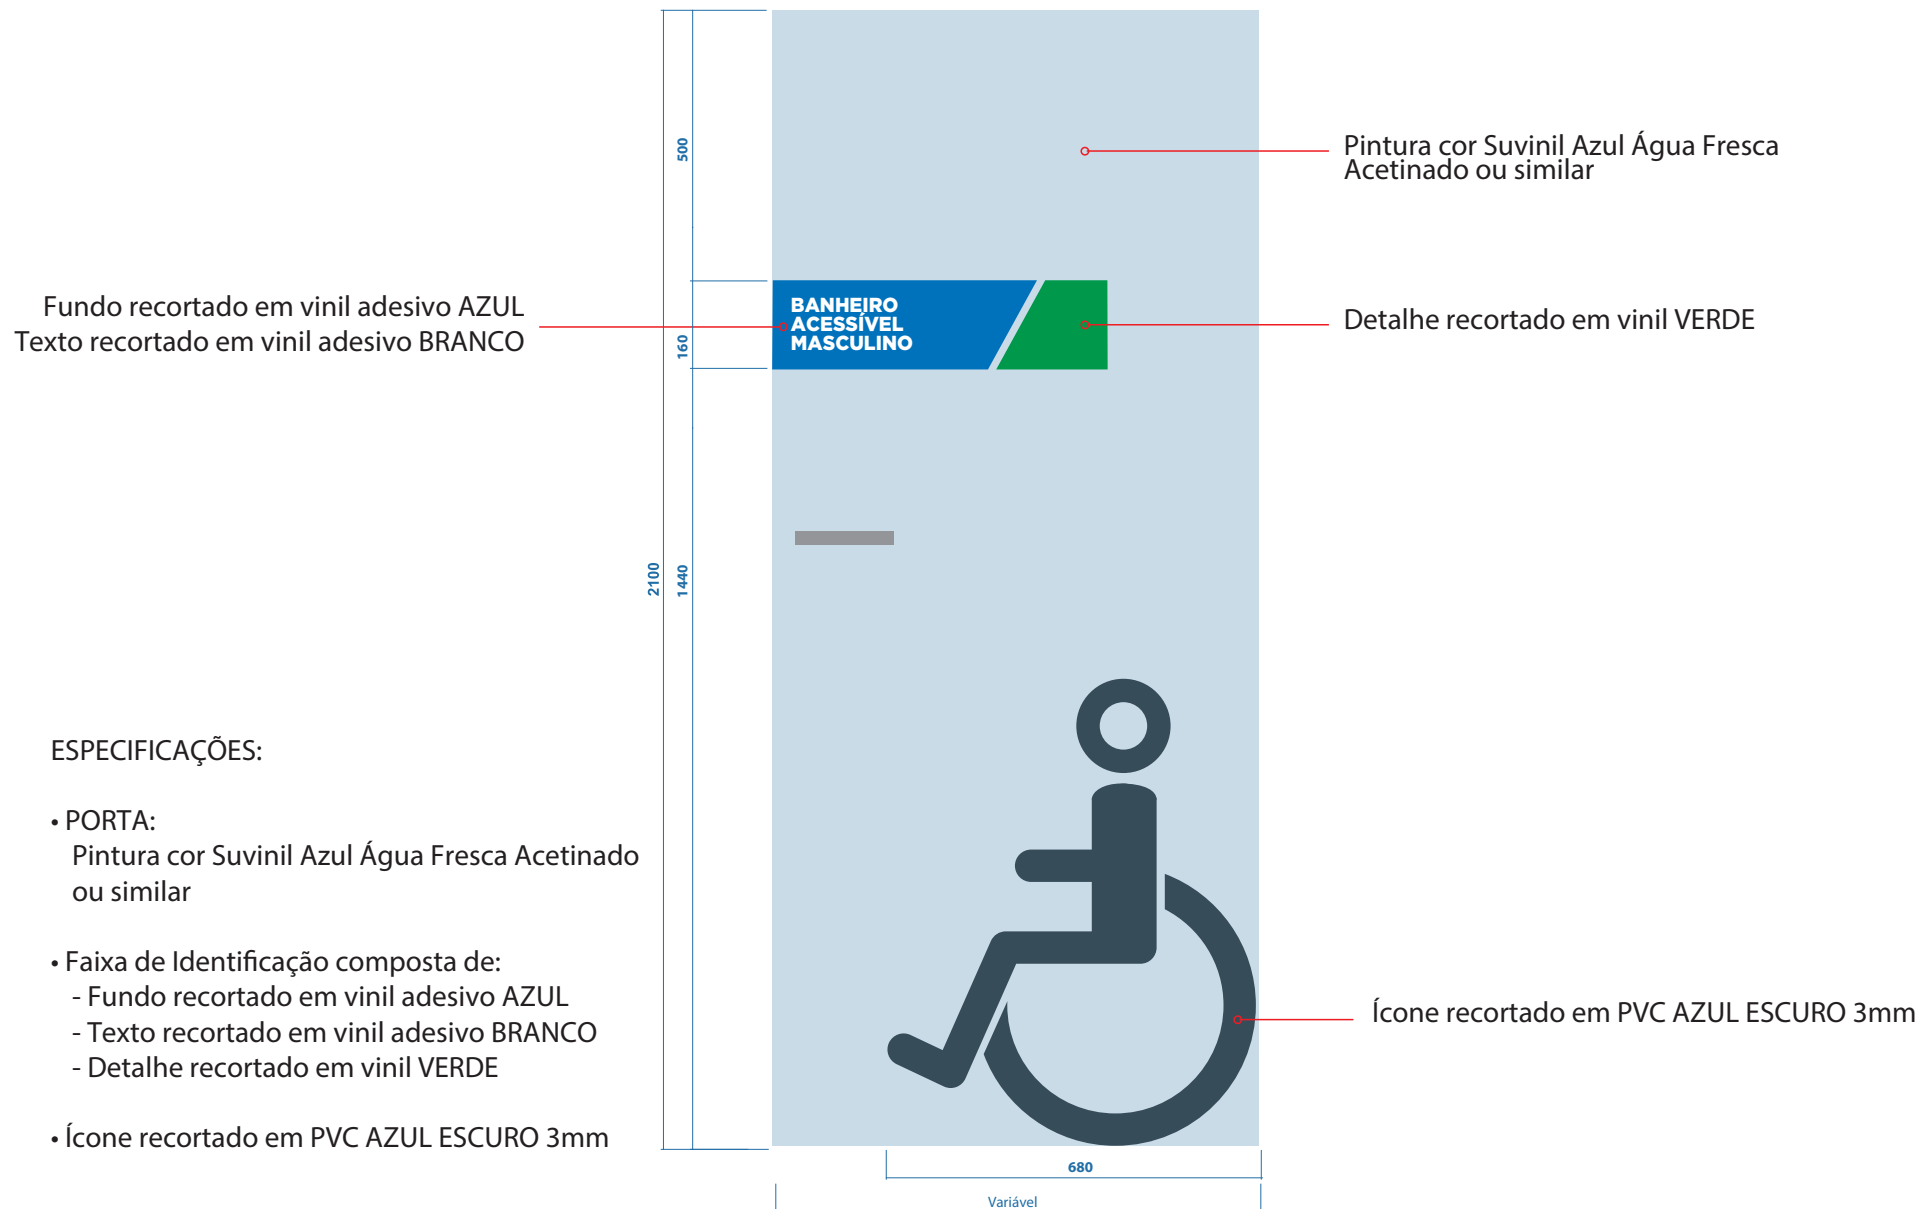 500
Pintura cor Suvinil Azul Água Fresca
Acetinado ou similar
Fundo recortado em vinil adesivo AZUL
Texto recortado em vinil adesivo BRANCO
160
BANHEIRO
ACESSÍVEL
MASCULINO
Detalhe recortado em vinil VERDE
2100
1440
ESPECIFICAÇÕES:
• PORTA:
Pintura cor Suvinil Azul Água Fresca Acetinado
ou similar
• Faixa de Identificação composta de:
- Fundo recortado em vinil adesivo AZUL
- Texto recortado em vinil adesivo BRANCO
- Detalhe recortado em vinil VERDE
• Ícone recortado em PVC AZUL ESCURO 3mm
Ícone recortado em PVC AZUL ESCURO 3mm
680
Variável